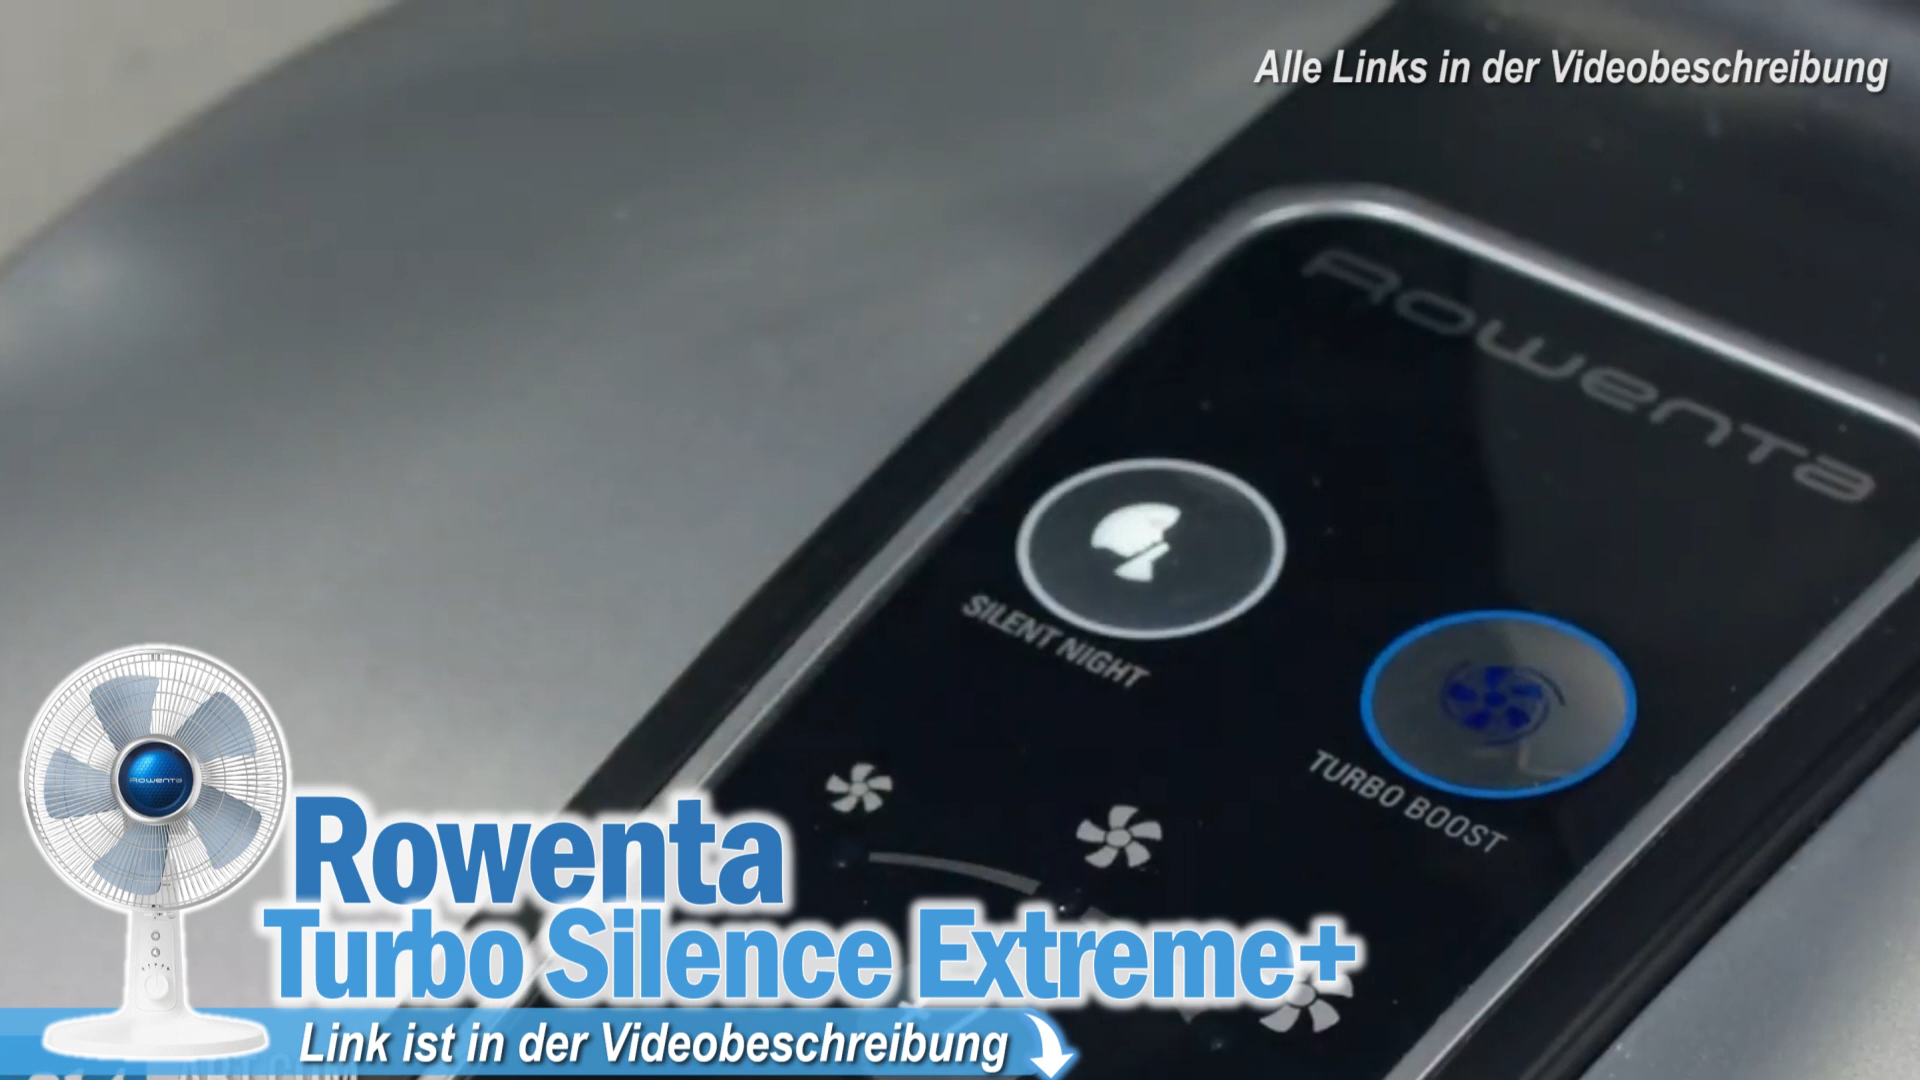 Alle Links in der Videobeschreibung
Rowenta
SILENT NIGHT
TURBO BOOST
Rowenta
Rowenta
Turbo Silence Extreme+
Link ist in der Videobeschreibung